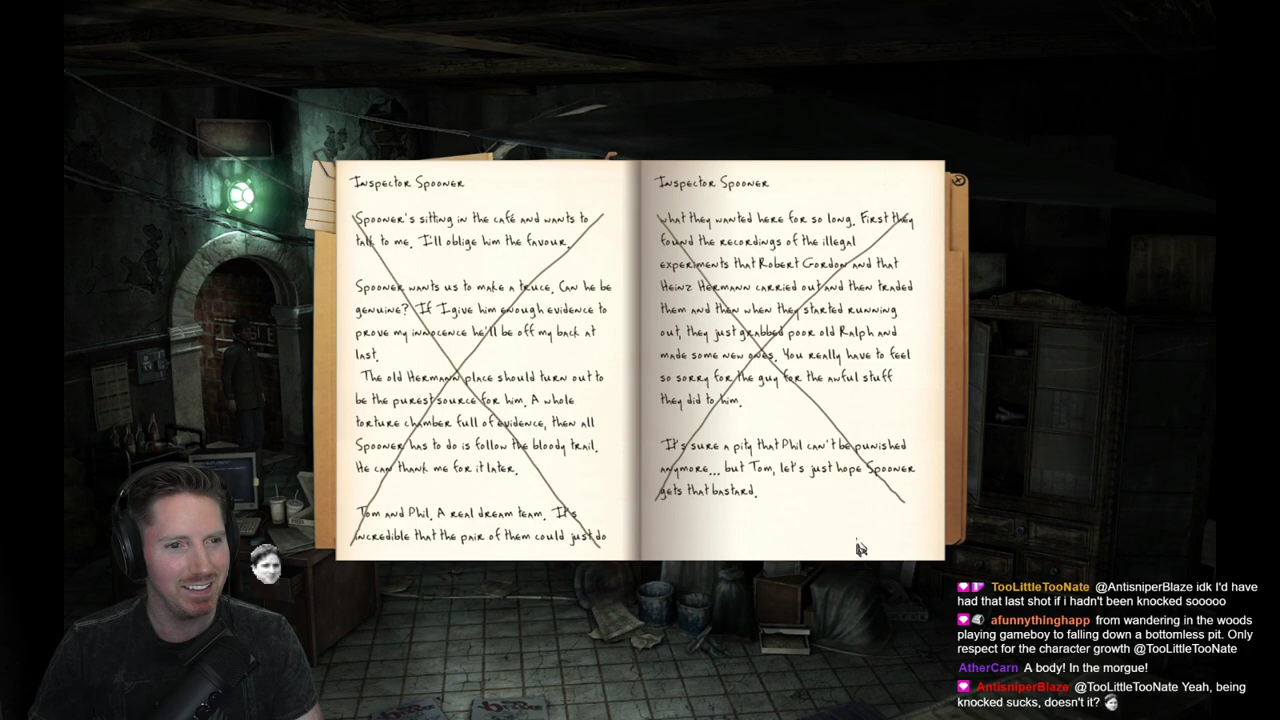 Inspector Spooner
Spooner's sitting in the café and wants to
talk to me. I'll oblige him the favour.
Spooner wants us to make a truce. Can he be
genuine? If I give him enough evidence to
prove my innocence he'll be off my back at
last.
The old Hermann place should turn out to
be the purest source for him. A whole
torture chamber full of evidence, then all
Spooner has to do is follow the bloody trail.
He can thank me for it later.
Tom and Phil. A real dream team. It's
incredible that the pair of them could just do
Inspector Spooner
what they wanted here for so long. First they
found the recordings of the illegal
experiments that Robert Gordon and that
Heinz Hermann carried out and then traded
them and then when they started running
out, they just grabbed poor old Ralph and
made some new ones. You really have to feel
so sorry for the guy for the awful stuff
they did to him.
It's sure a pity that Phil can't be punished
anymore... but Tom, let's just hope Spooner
gets that bastard.
TooLittleTooNate @AntisniperBlaze idk I'd have
had that last shot if i hadn't been knocked sooooo
afunnythinghapp from wandering in the woods
playing gameboy to falling down a bottomless pit. Only
respect for the character growth @TooLittleTooNate
AtherCarn A body! In the morgue!
AntisniperBlaze @TooLittleTooNate Yeah, being
knocked sucks, doesn't it?